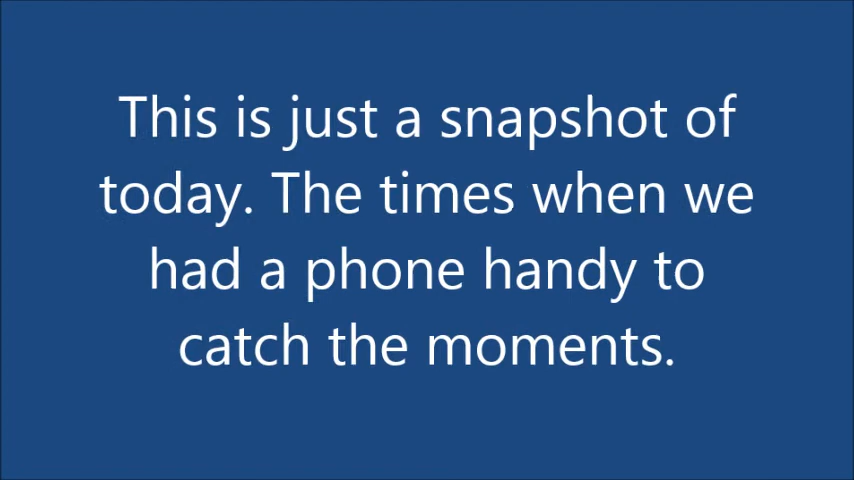 This is just a snapshot of
today. The times when we
had a phone handy to
catch the moments.